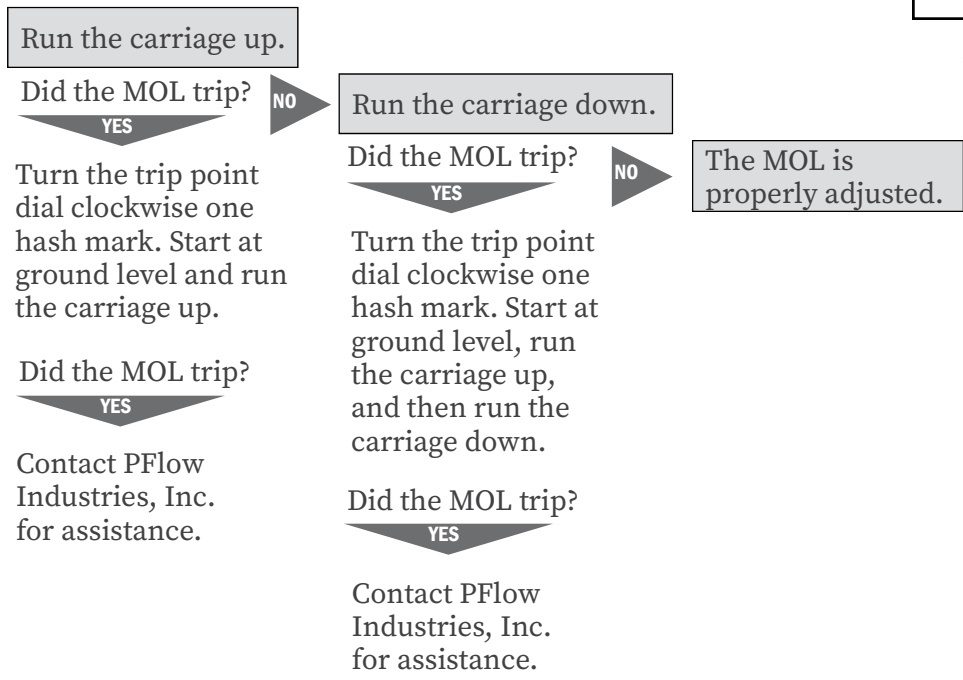 Run the carriage up.
Did the MOL trip?
NO
YES
Turn the trip point
dial clockwise one
hash mark. Start at
ground level and run
the carriage up.
Did the MOL trip?
YES
Contact PFlow
Industries, Inc.
for assistance.
Run the carriage down.
Did the MOL trip?
NO
YES
Turn the trip point
dial clockwise one
hash mark. Start at
ground level, run
the carriage up,
and then run the
carriage down.
Did the MOL trip?
YES
Contact PFlow
Industries, Inc.
for assistance.
The MOL is
properly adjusted.